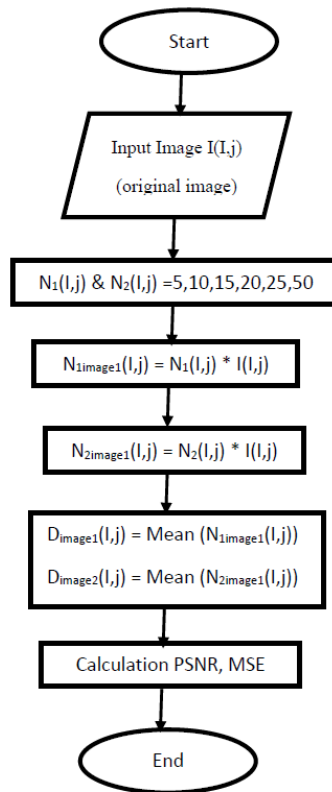 Start
Input Image I(I,j)
(original image)
N₁(I,j) & N₂(I,j) =5,10,15,20,25,50
N₁image1(I,j) = N₁(I,j) * I(I,j)
N₂image1(I,j) = N₂(I,j) * I(I,j)
Dimage1(I,j) = Mean (N₁image1(I,j))
Dimage2(I,j) = Mean (N₂image1(I,j))
Calculation PSNR, MSE
End